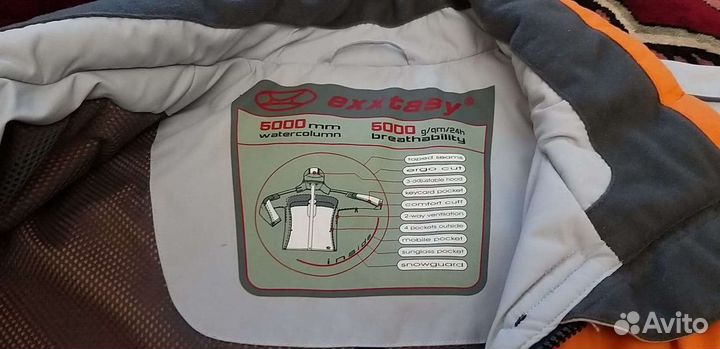 exxtasy®
5000 mm
watercolumn
5000 g/qm/24h
breathability
taped seams
ergo cut
3-adjustable hood
keycard pocket
comfort cuff
2-way ventilation
4 pockets outside
mobile pocket
sunglass pocket
snowguard
inside
Avito